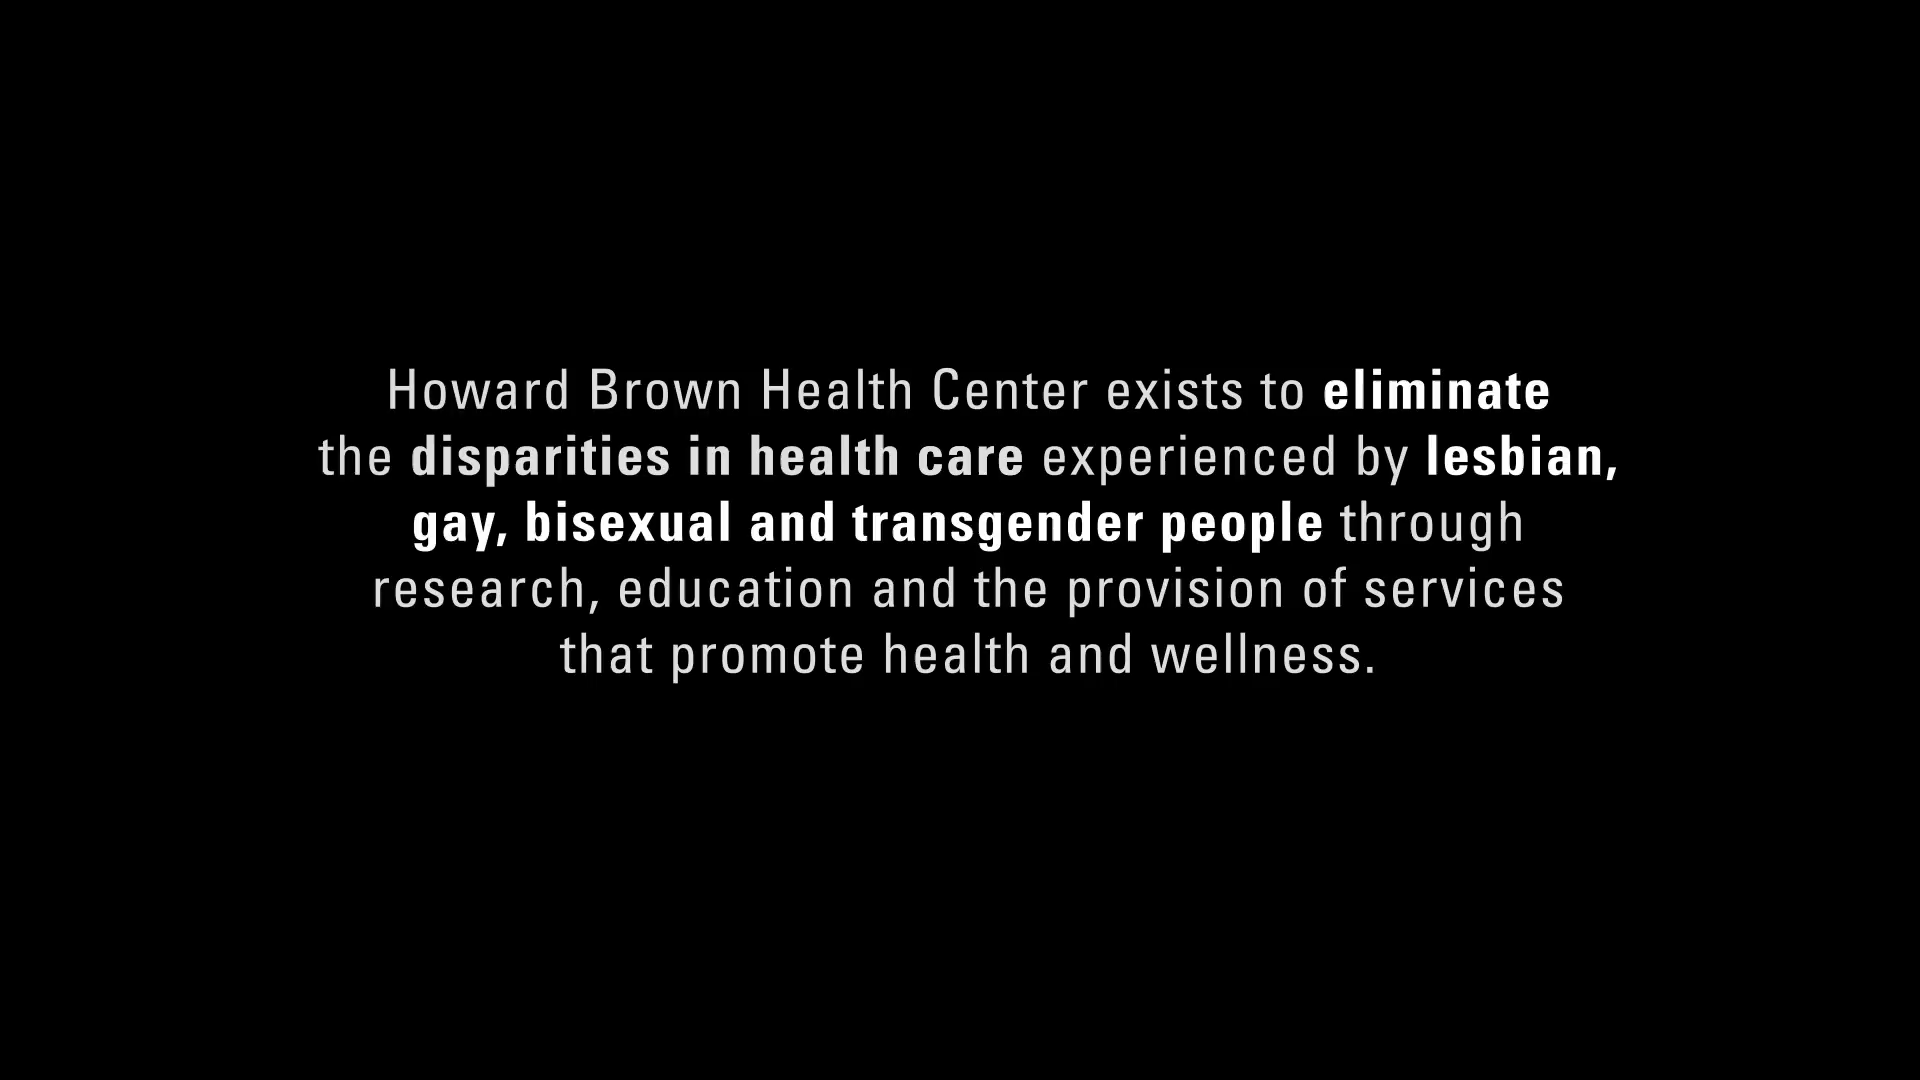 Howard Brown Health Center exists to eliminate
the disparities in health care experienced by lesbian,
gay, bisexual and transgender people through
research, education and the provision of services
that promote health and wellness.